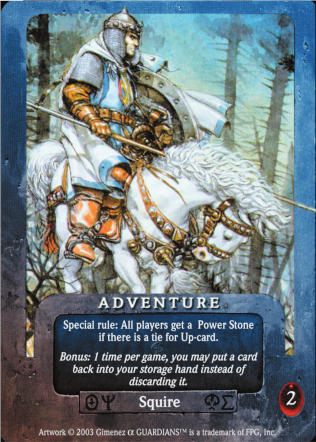 ADVENTURE
Special rule: All players get a Power Stone
if there is a tie for Up-card.
Bonus: 1 time per game, you may put a card
back into your storage hand instead of
discarding it.
Squire
2
Artwork © 2003 Gimenez α GUARDIANS™ is a trademark of FPG, Inc.